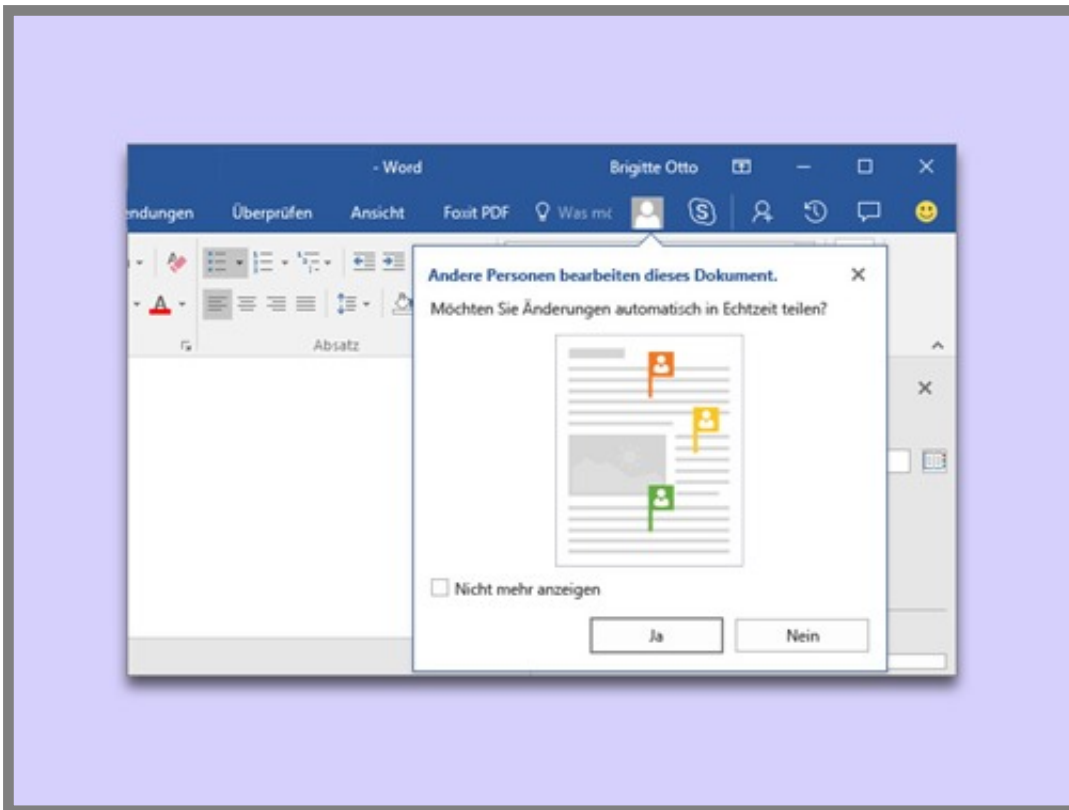 - Word Brigitte Otto
endungen Überprüfen Ansicht Foxit PDF Was mö
Andere Personen bearbeiten dieses Dokument.
Möchten Sie Änderungen automatisch in Echtzeit teilen?
Absatz
Nicht mehr anzeigen
Ja Nein